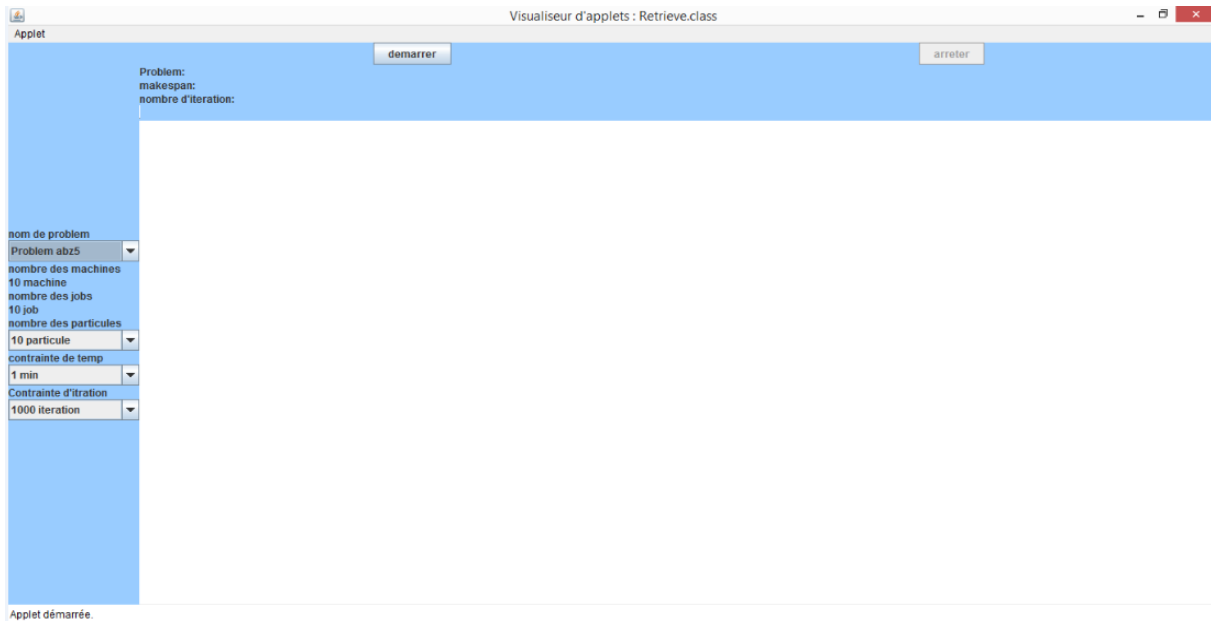 Visualiseur d'applets : Retrieve.class
Applet
demarrer
arreter
Problem:
makespan:
nombre d'iteration:
nom de problem
Problem abz5
nombre des machines
10 machine
nombre des jobs
10 job
nombre des particules
10 particule
contrainte de temp
1 min
Contrainte d'itration
1000 iteration
Applet démarrée.